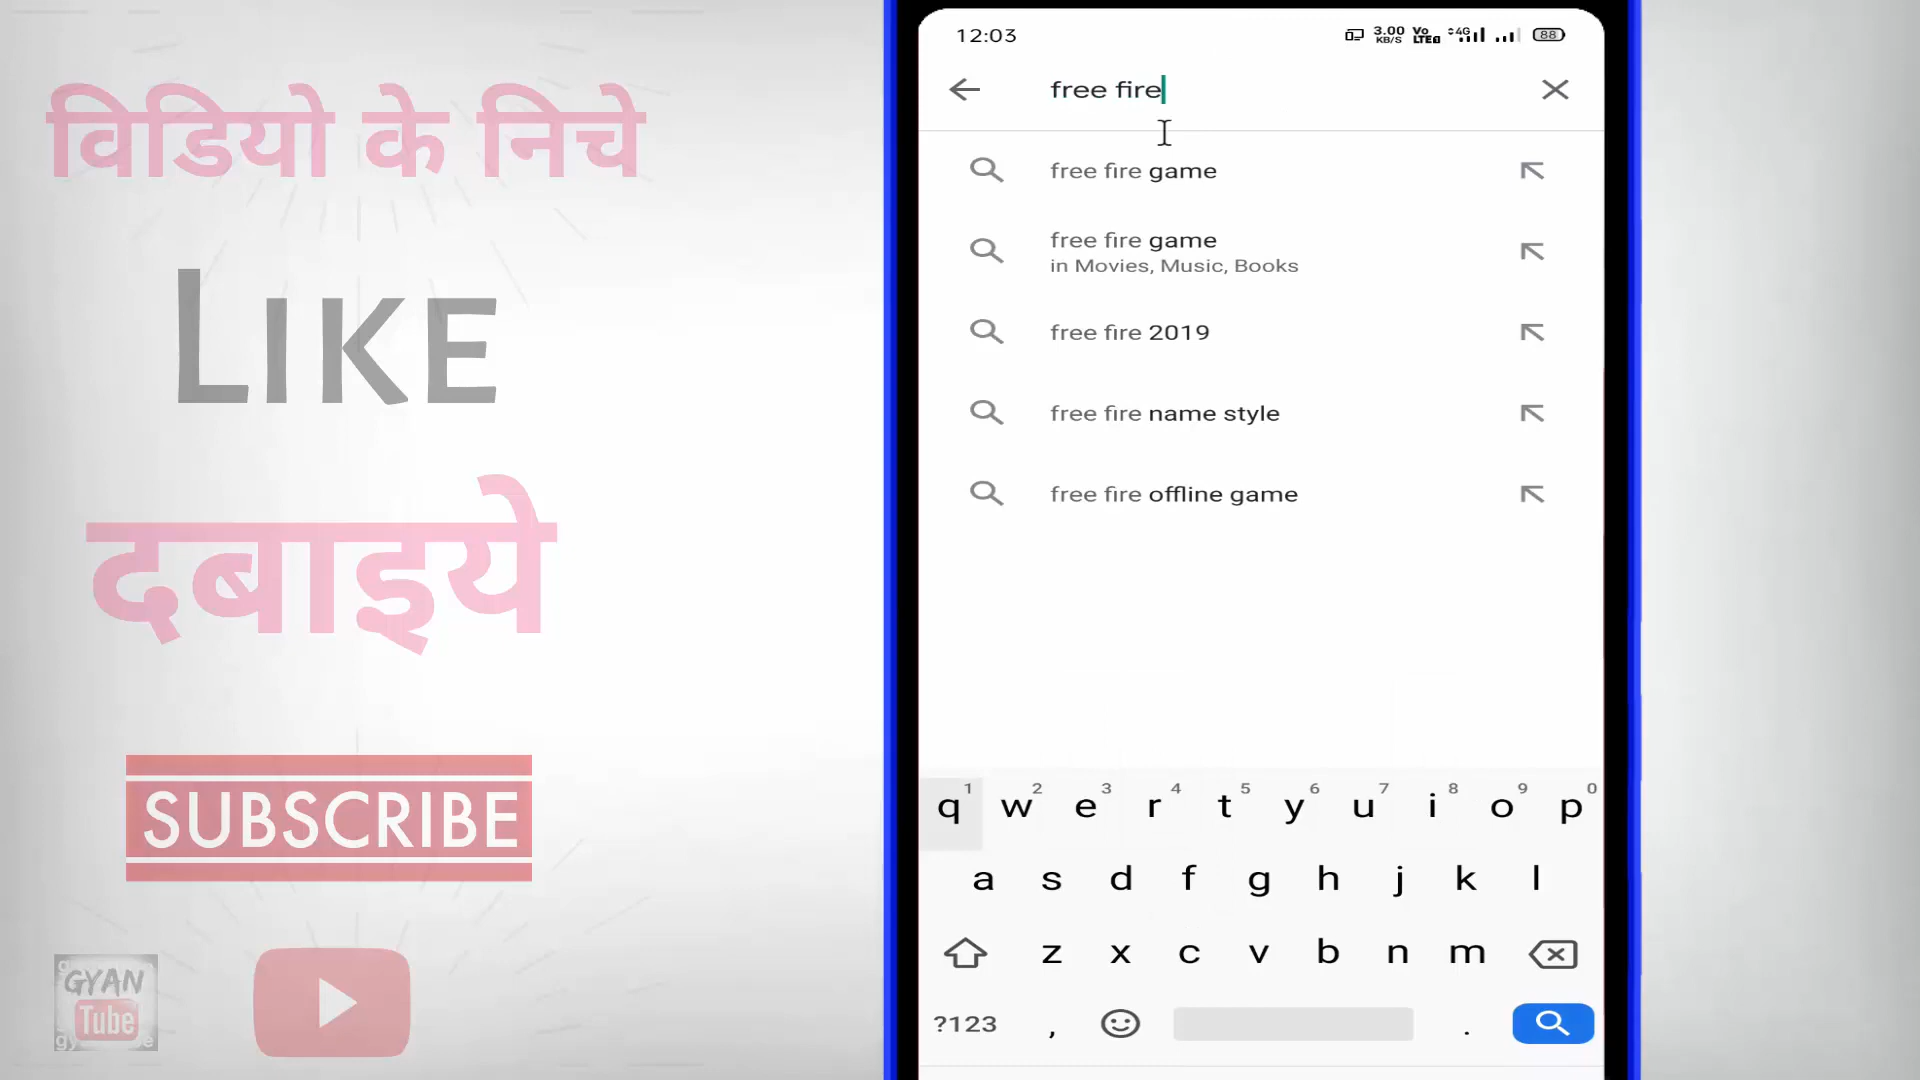 विडियो के निचे
LIKE
दबाइये
SUBSCRIBE
GYAN
Tube
12:03
3.00
KB/S
Vo
LTE
4G
88
free fire
free fire game
free fire game
in Movies, Music, Books
free fire 2019
free fire name style
free fire offline game
1 2 3 4 5 6 7 8 9 0
q w e r t y u i o p
a s d f g h j k l
z x c v b n m
?123 , .